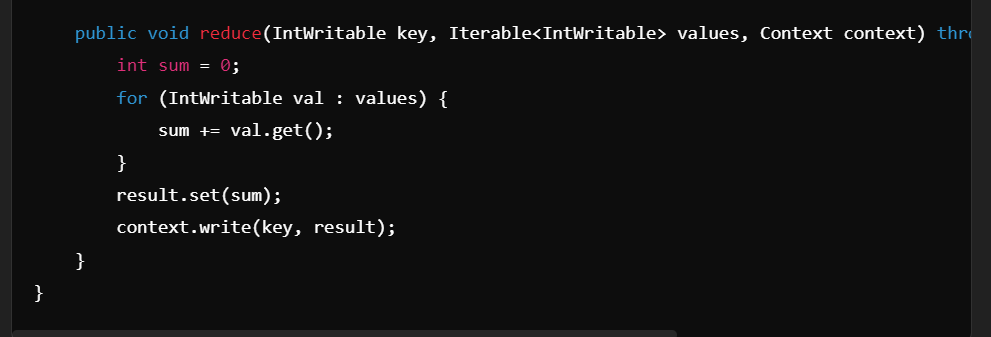 public void reduce(IntWritable key, Iterable<IntWritable> values, Context context)
int sum = 0;
for (IntWritable val : values) {
sum += val.get();
}
result.set(sum);
context.write(key, result);
}
}